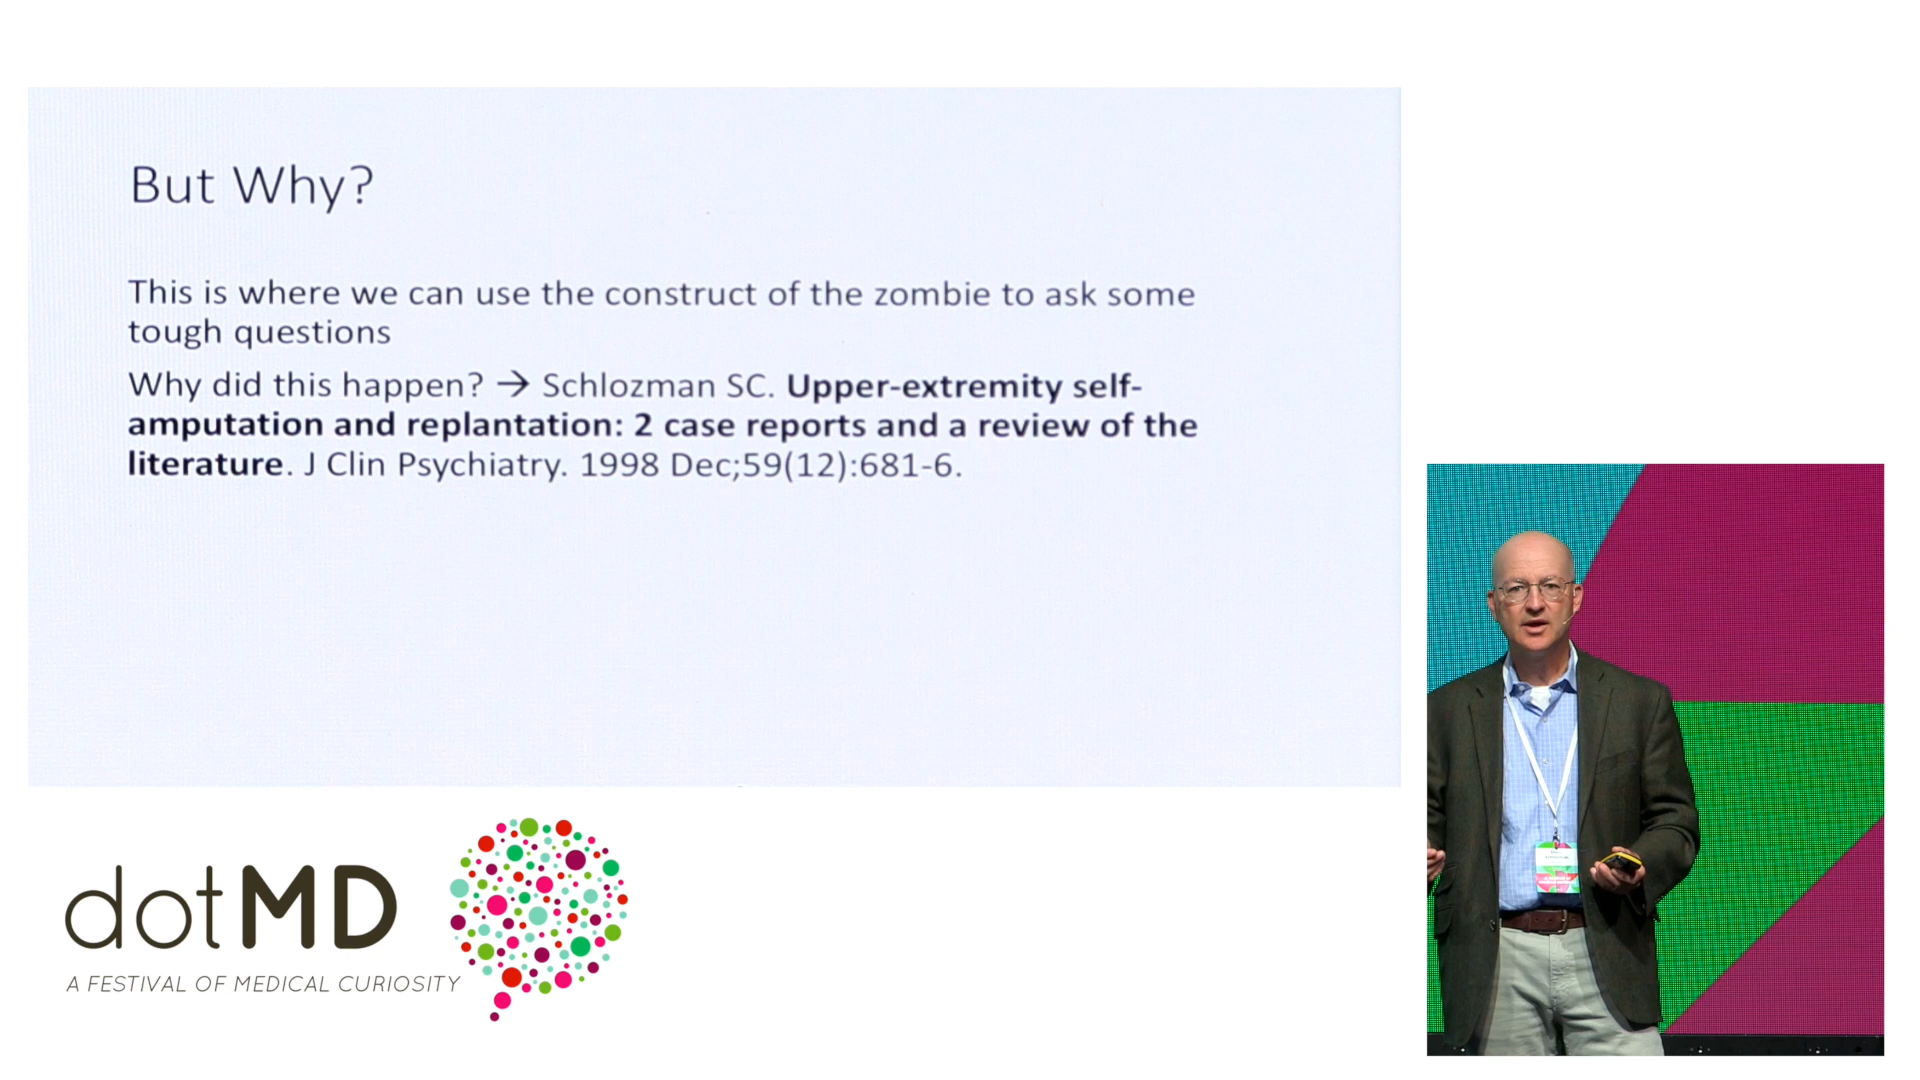 But Why?
This is where we can use the construct of the zombie to ask some
tough questions
Why did this happen? → Schlozman SC. Upper-extremity self-
amputation and replantation: 2 case reports and a review of the
literature. J Clin Psychiatry. 1998 Dec;59(12):681-6.
dotMD
A FESTIVAL OF MEDICAL CURIOSITY